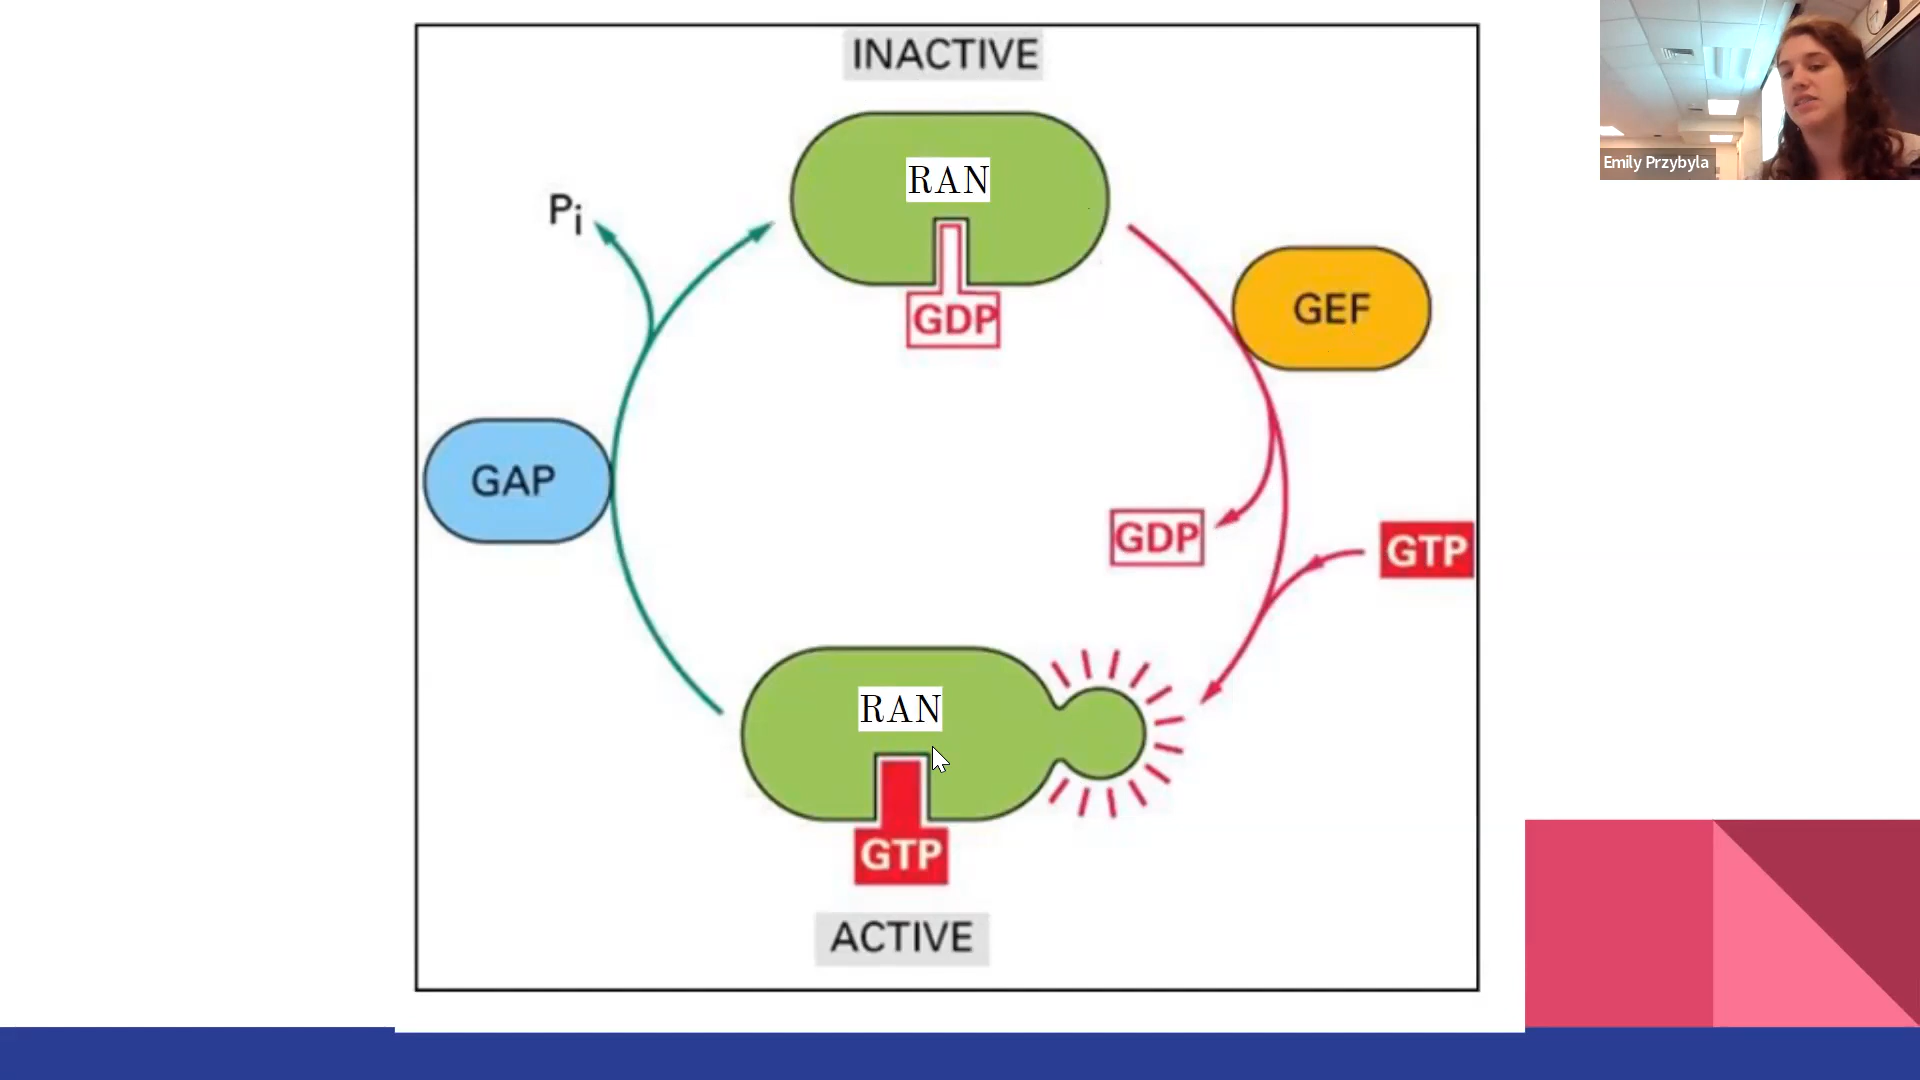 INACTIVE
RAN
GDP
Pi
GEF
GAP
GDP
GTP
RAN
GTP
ACTIVE
Emily Przybyla